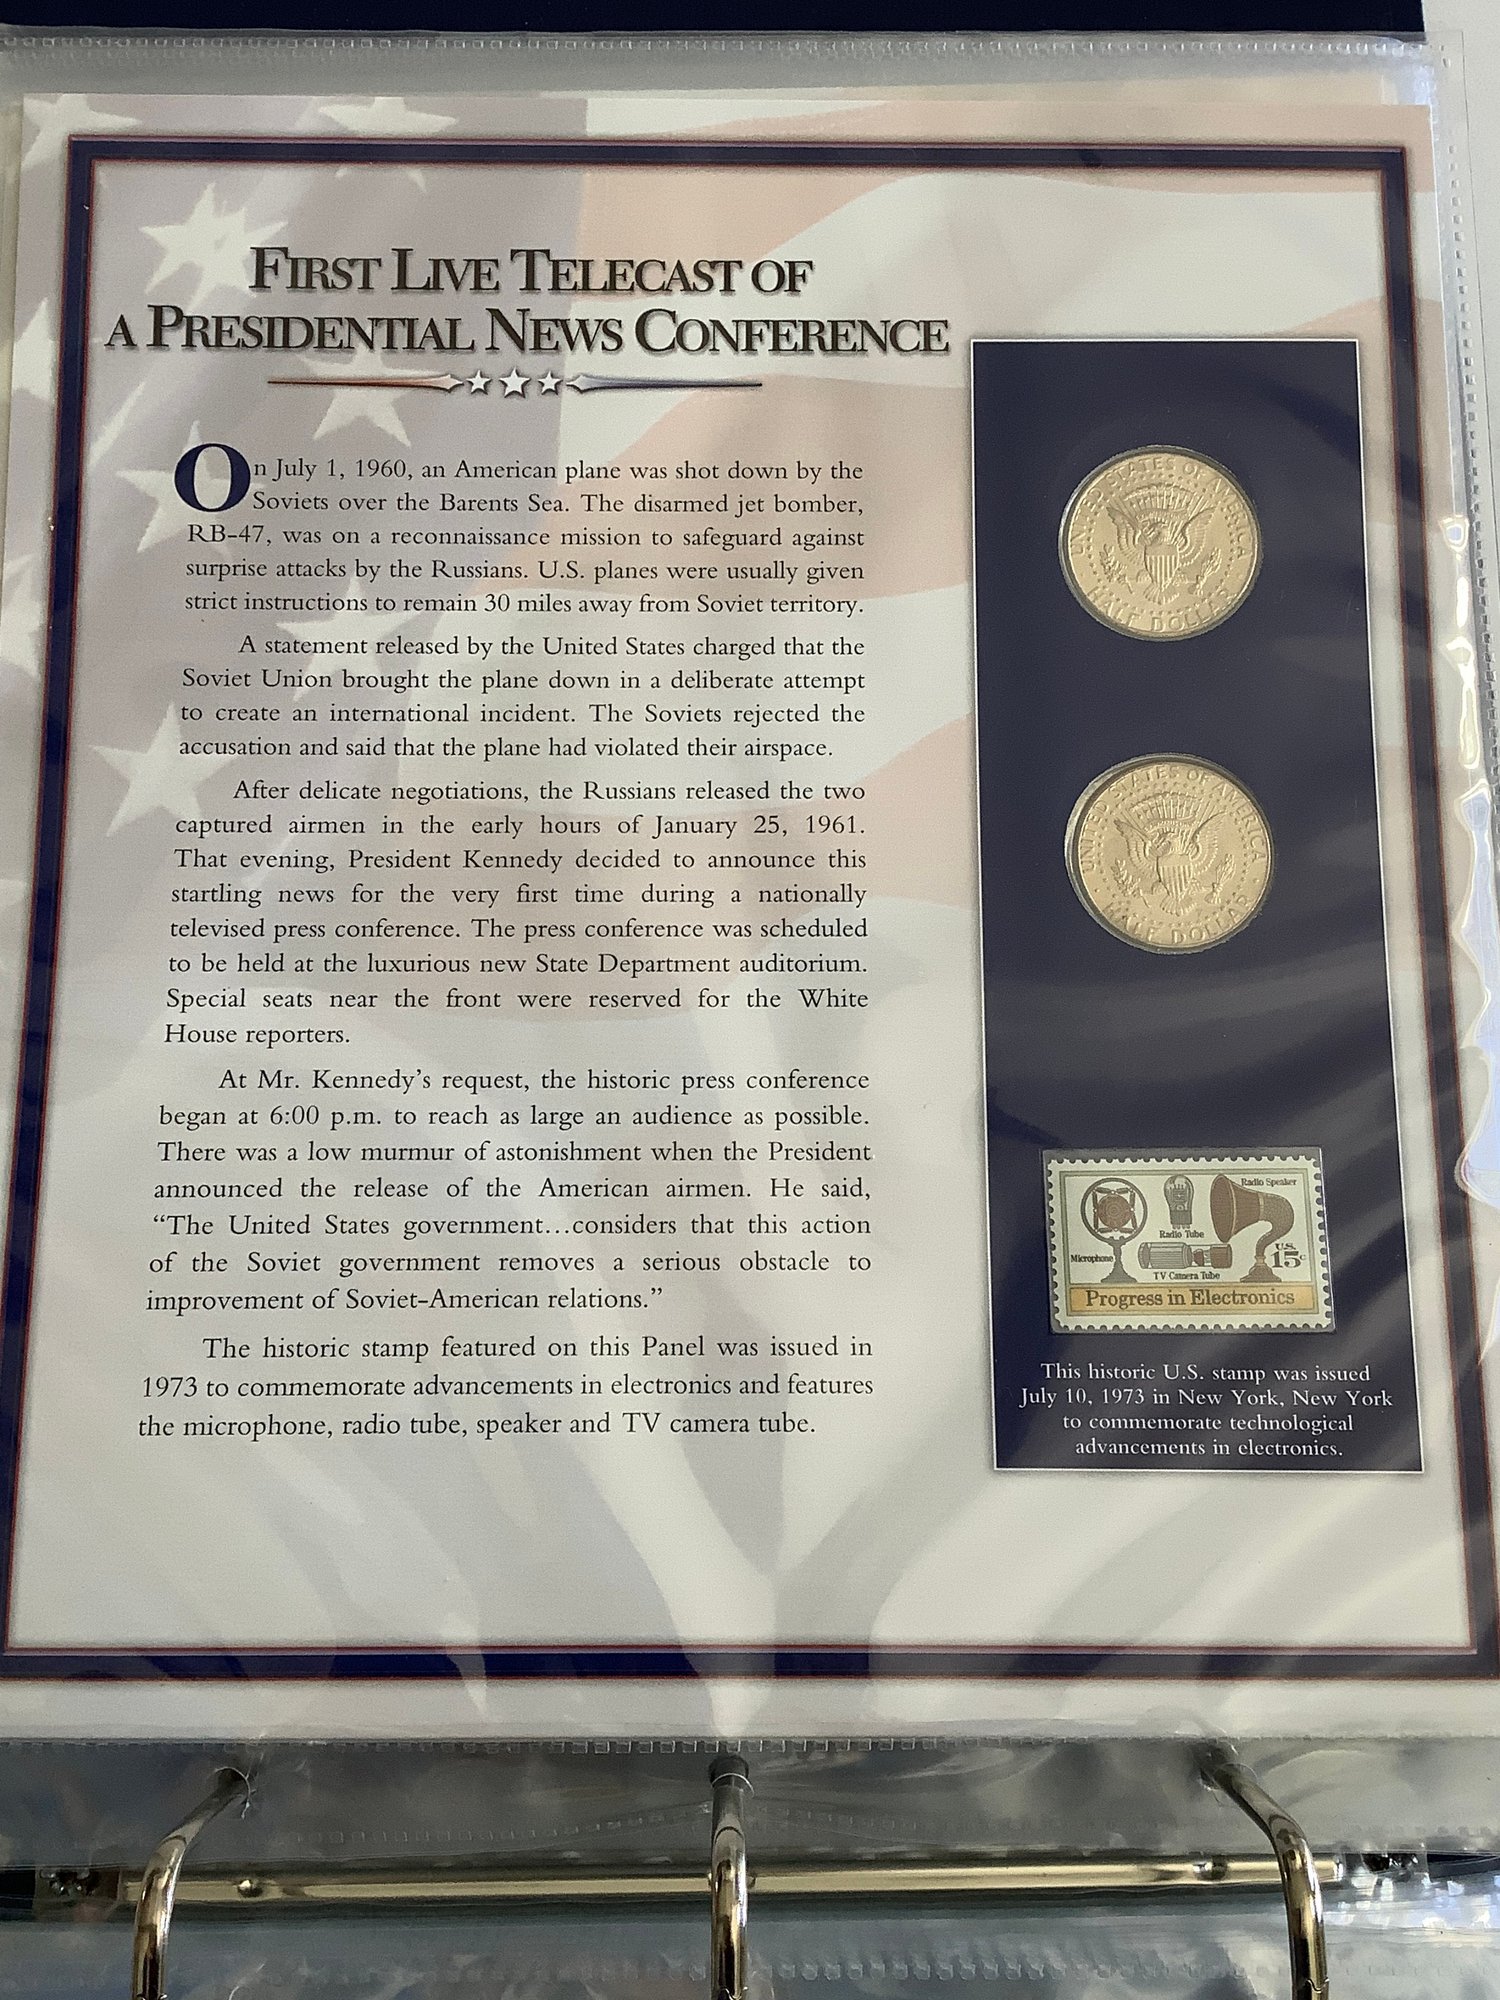 FIRST LIVE TELECAST OF
A PRESIDENTIAL NEWS CONFERENCE
On July 1, 1960, an American plane was shot down by the
Soviets over the Barents Sea. The disarmed jet bomber,
RB-47, was on a reconnaissance mission to safeguard against
surprise attacks by the Russians. U.S. planes were usually given
strict instructions to remain 30 miles away from Soviet territory.
A statement released by the United States charged that the
Soviet Union brought the plane down in a deliberate attempt
to create an international incident. The Soviets rejected the
accusation and said that the plane had violated their airspace.
After delicate negotiations, the Russians released the two
captured airmen in the early hours of January 25, 1961.
That evening, President Kennedy decided to announce this
startling news for the very first time during a nationally
televised press conference. The press conference was scheduled
to be held at the luxurious new State Department auditorium.
Special seats near the front were reserved for the White
House reporters.
At Mr. Kennedy's request, the historic press conference
began at 6:00 p.m. to reach as large an audience as possible.
There was a low murmur of astonishment when the President
announced the release of the American airmen. He said,
“The United States government…considers that this action
of the Soviet government removes a serious obstacle to
improvement of Soviet-American relations.”
The historic stamp featured on this Panel was issued in
1973 to commemorate advancements in electronics and features
the microphone, radio tube, speaker and TV camera tube.
UNITED STATES OF AMERICA
HALF DOLLAR
UNITED STATES OF AMERICA
HALF DOLLAR
Radio Speaker
Radio Tube
Microphone
TV Camera Tube
U.S.
15c
Progress in Electronics
This historic U.S. stamp was issued
July 10, 1973 in New York, New York
to commemorate technological
advancements in electronics.